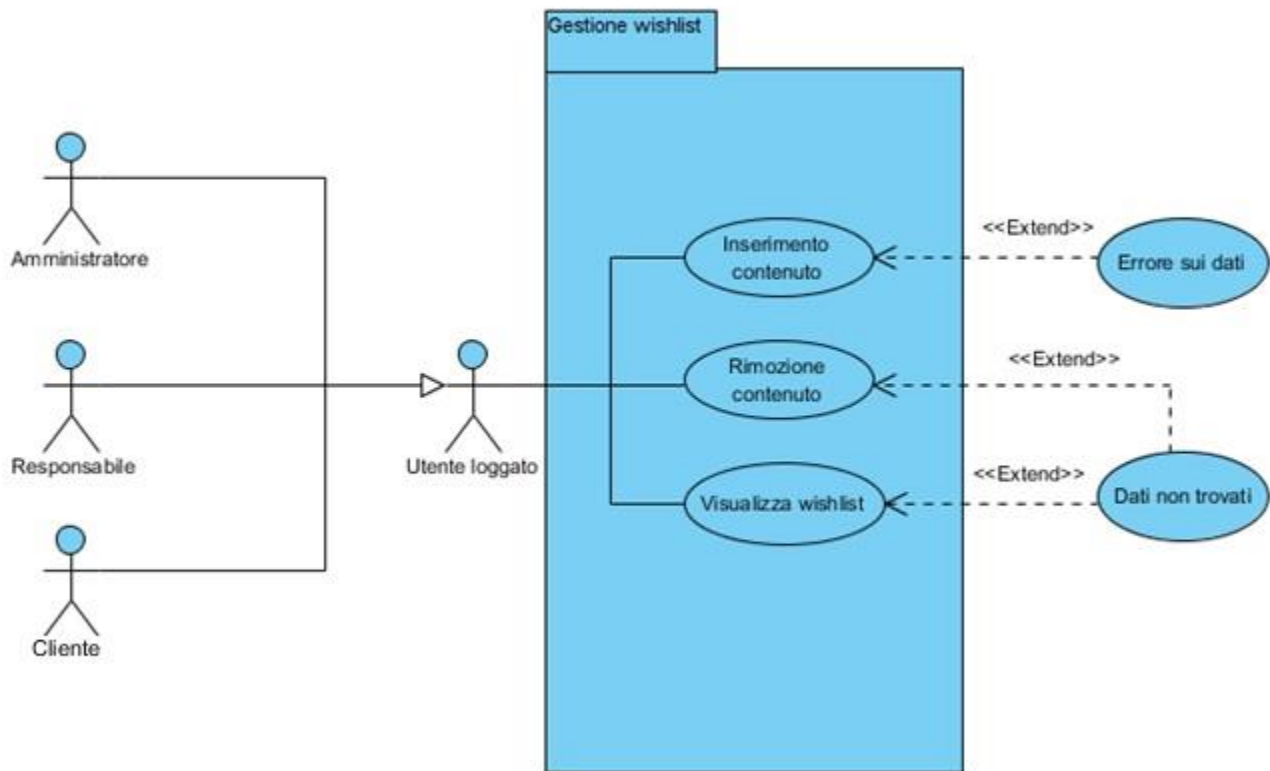 Gestione wishlist
Amministratore
Responsabile
Cliente
Utente loggato
Inserimento
contenuto
Rimozione
contenuto
Visualizza wishlist
<<Extend>>
Errore sui dati
<<Extend>>
<<Extend>>
Dati non trovati